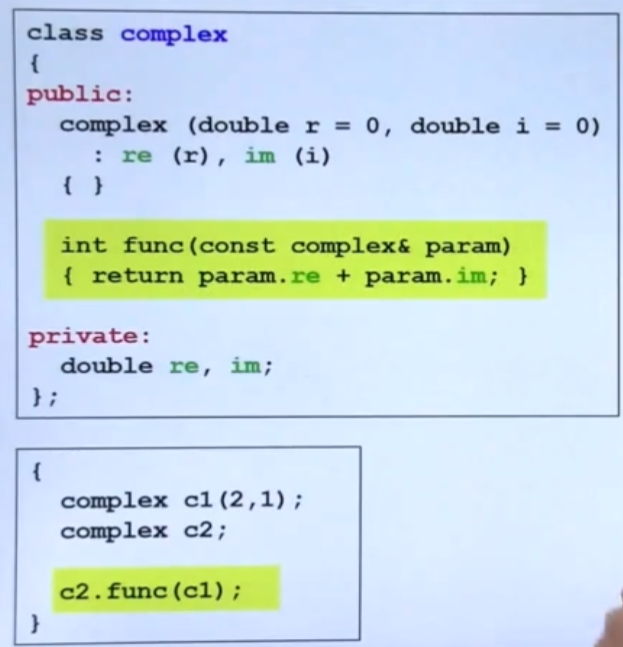 class complex
{
public:
  complex (double r = 0, double i = 0)
    : re (r), im (i)
  { }
  int func(const complex& param)
  { return param.re + param.im; }
private:
  double re, im;
};
{
  complex c1(2,1);
  complex c2;
  c2.func(c1);
}